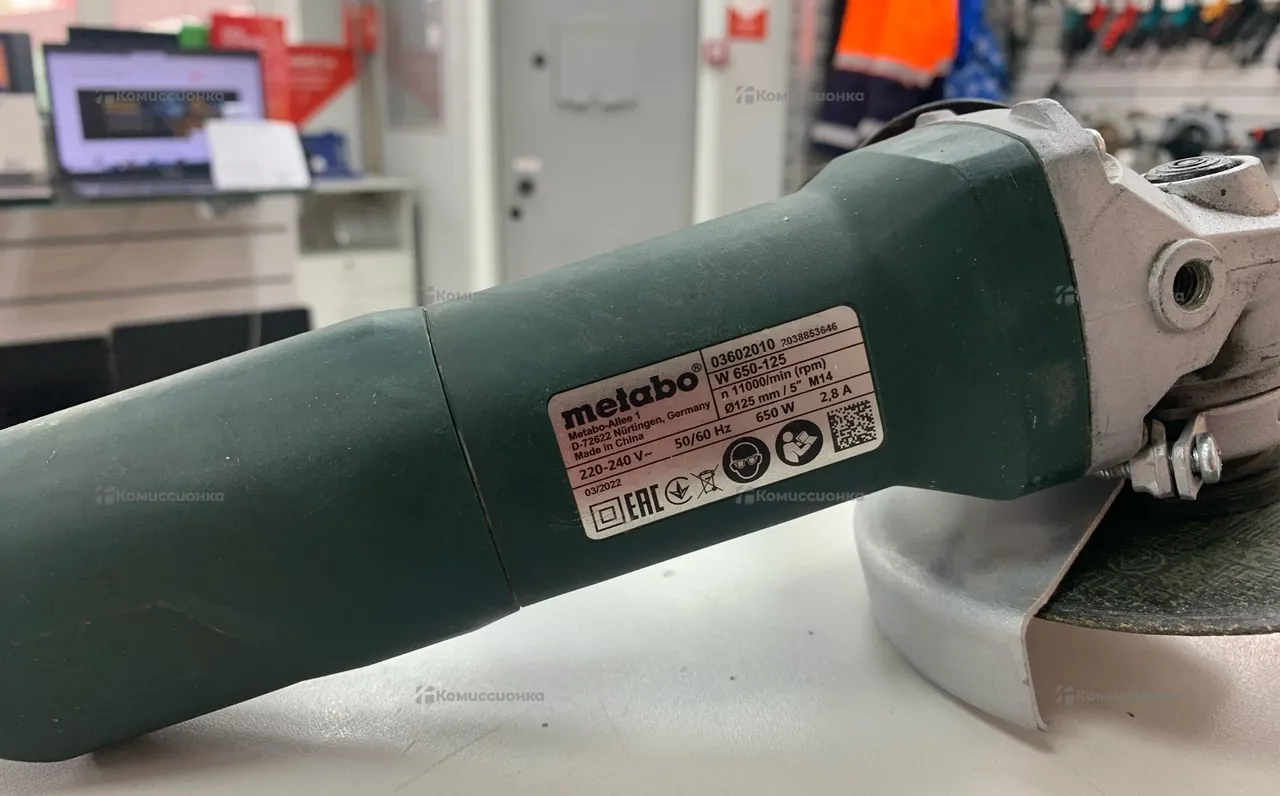 Комиссионка
Комиссионка
Комиссионка
metabo®
Metabo-Allee 1
D-72622 Nürtingen, Germany
Made in China
03602010 2038853646
W 650-125
n 11000/min (rpm)
Ø125 mm / 5" M14
220-240 V~ 50/60 Hz 650 W 2,8 A
03/2022
EAC
Комиссионка
Комиссионка
Комиссионка
Комиссионка